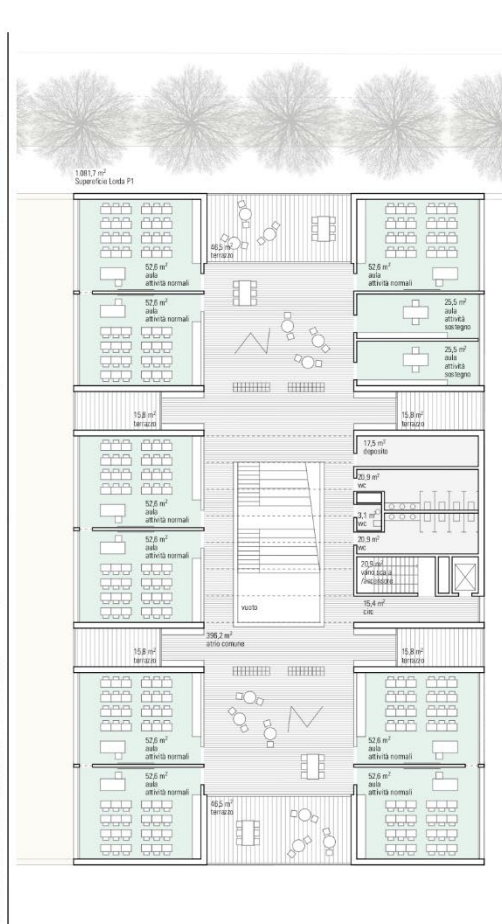 1.081,7 m²
Superficie Lorda P1
46,5 m²
terrazzo
52,6 m²
aula
attività normali
52,6 m²
aula
attività normali
52,6 m²
aula
attività normali
25,5 m²
aula
attività
sostegno
25,5 m²
aula
attività
sostegno
15,8 m²
terrazzo
15,8 m²
terrazzo
17,5 m²
deposito
20,9 m²
wc
52,6 m²
aula
attività normali
3,1 m²
wc
52,6 m²
aula
attività normali
20,9 m²
wc
20,9 m²
vano scala
/ascensore
vuoto
15,4 m²
circ
396,2 m²
atrio comune
15,8 m²
terrazzo
15,8 m²
terrazzo
52,6 m²
aula
attività normali
52,6 m²
aula
attività normali
52,6 m²
aula
attività normali
52,6 m²
aula
attività normali
46,5 m²
terrazzo